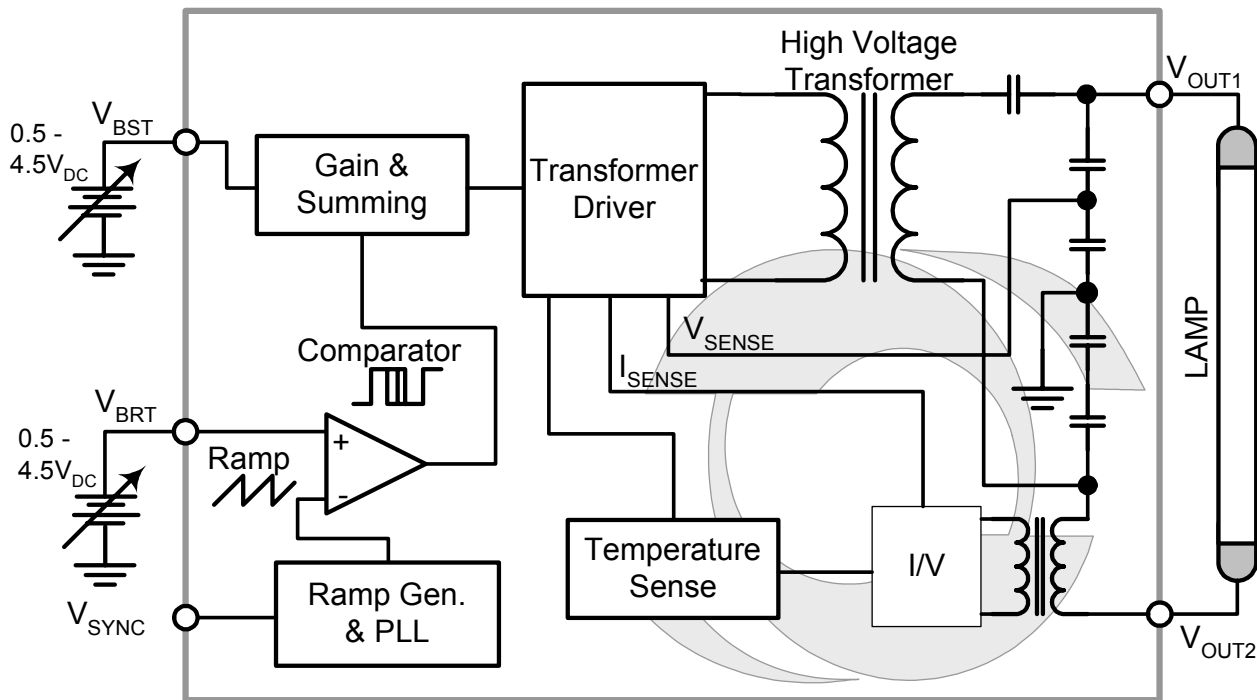 High Voltage
Transformer
V_OUT1
0.5 -
4.5V_DC
V_BST
Gain &
Summing
Transformer
Driver
V_SENSE
I_SENSE
LAMP
Comparator
V_BRT
0.5 -
4.5V_DC
Ramp
+
-
Temperature
Sense
I/V
V_SYNC
Ramp Gen.
& PLL
V_OUT2